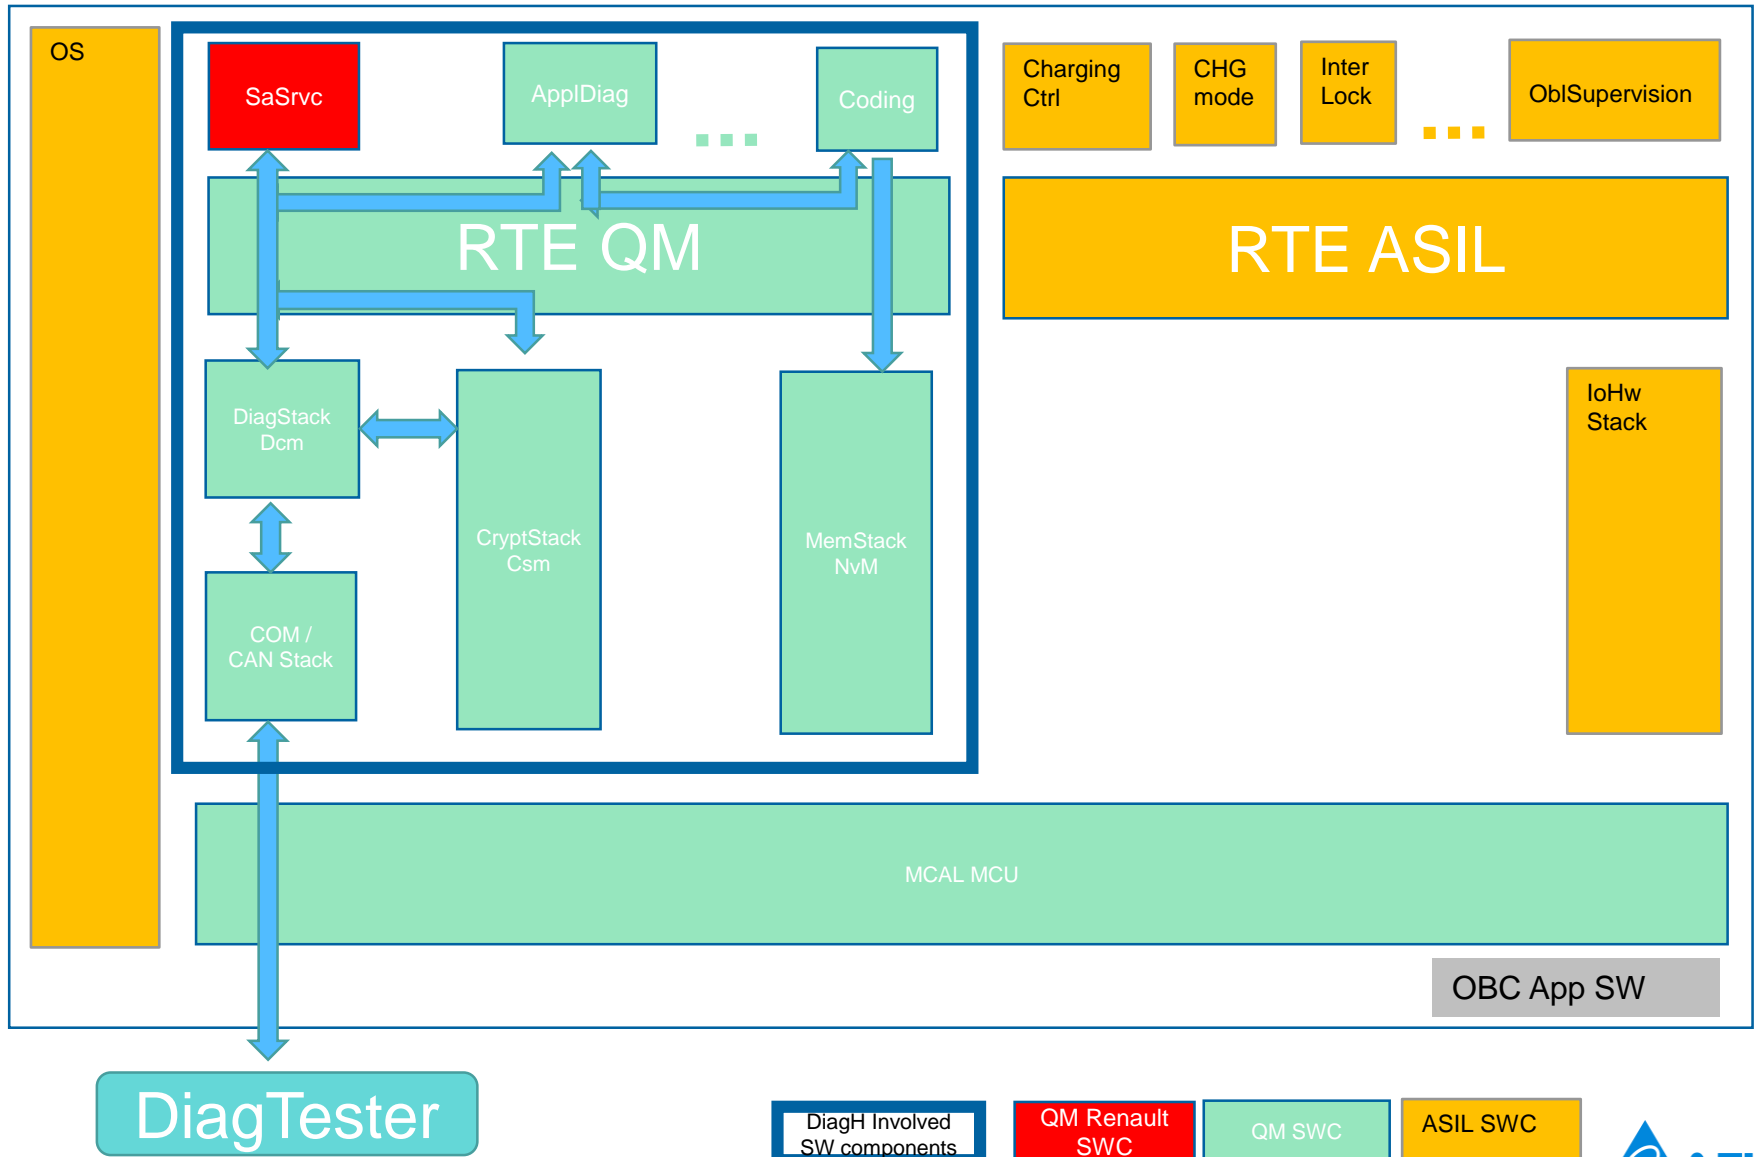 OS
SaSrvc
ApplDiag
Coding
Charging
Ctrl
CHG
mode
Inter
Lock
OblSupervision
RTE QM
RTE ASIL
DiagStack
Dcm
CryptStack
Csm
MemStack
NvM
IoHw
Stack
COM /
CAN Stack
MCAL MCU
OBC App SW
DiagTester
DiagH Involved
SW components
QM Renault
SWC
QM SWC
ASIL SWC